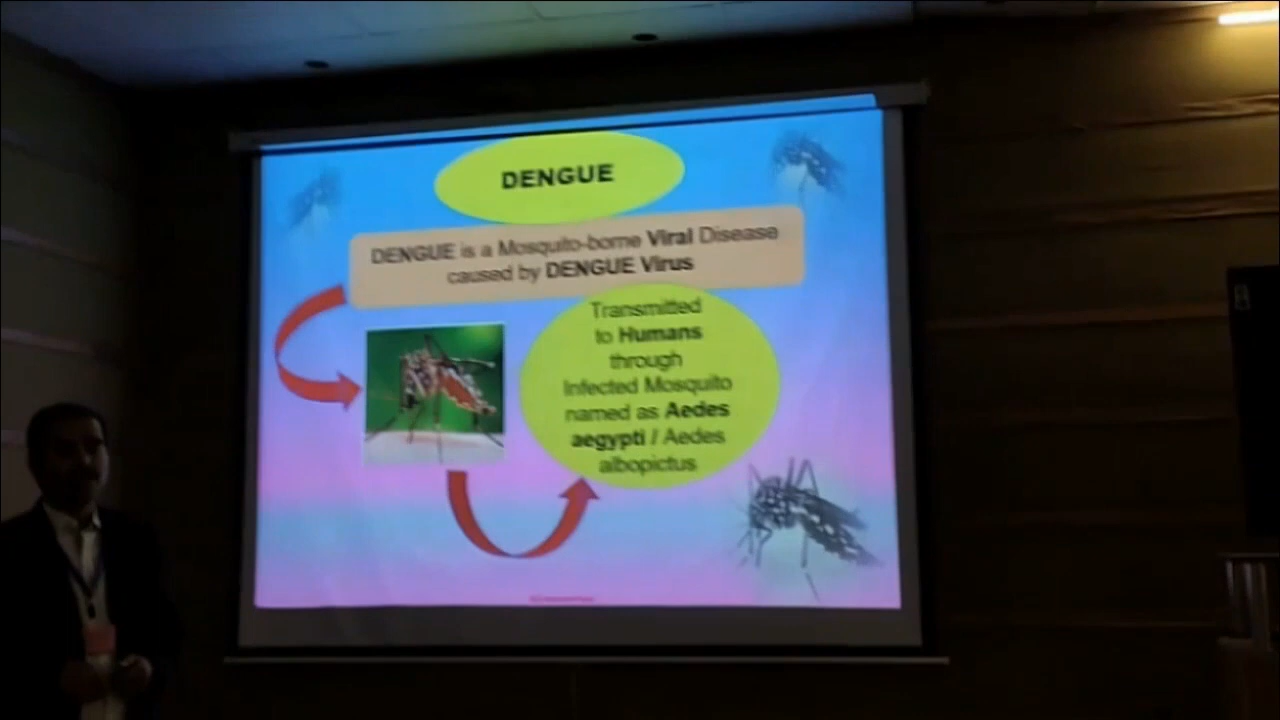 DENGUE
DENGUE is a Mosquito-borne Viral Disease
caused by DENGUE Virus
Transmitted
to Humans
through
Infected Mosquito
named as Aedes
aegypti / Aedes
albopictus